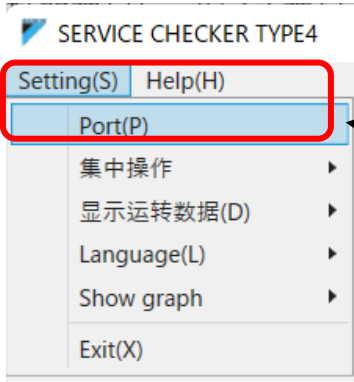 SERVICE CHECKER TYPE4
Setting(S) Help(H)
Port(P)
集中操作
显示运转数据(D)
Language(L)
Show graph
Exit(X)